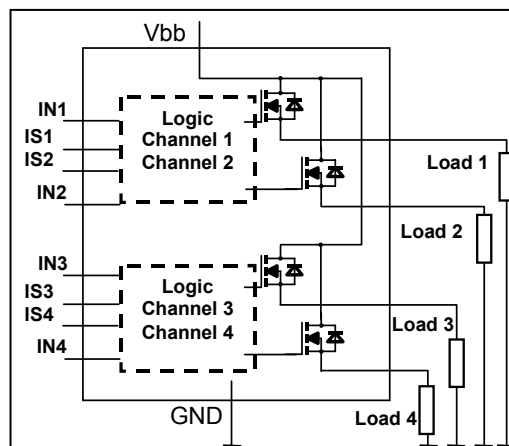 Vbb
IN1
IS1
IS2
IN2
Logic
Channel 1
Channel 2
Load 1
Load 2
IN3
IS3
IS4
IN4
Logic
Channel 3
Channel 4
Load 3
Load 4
GND